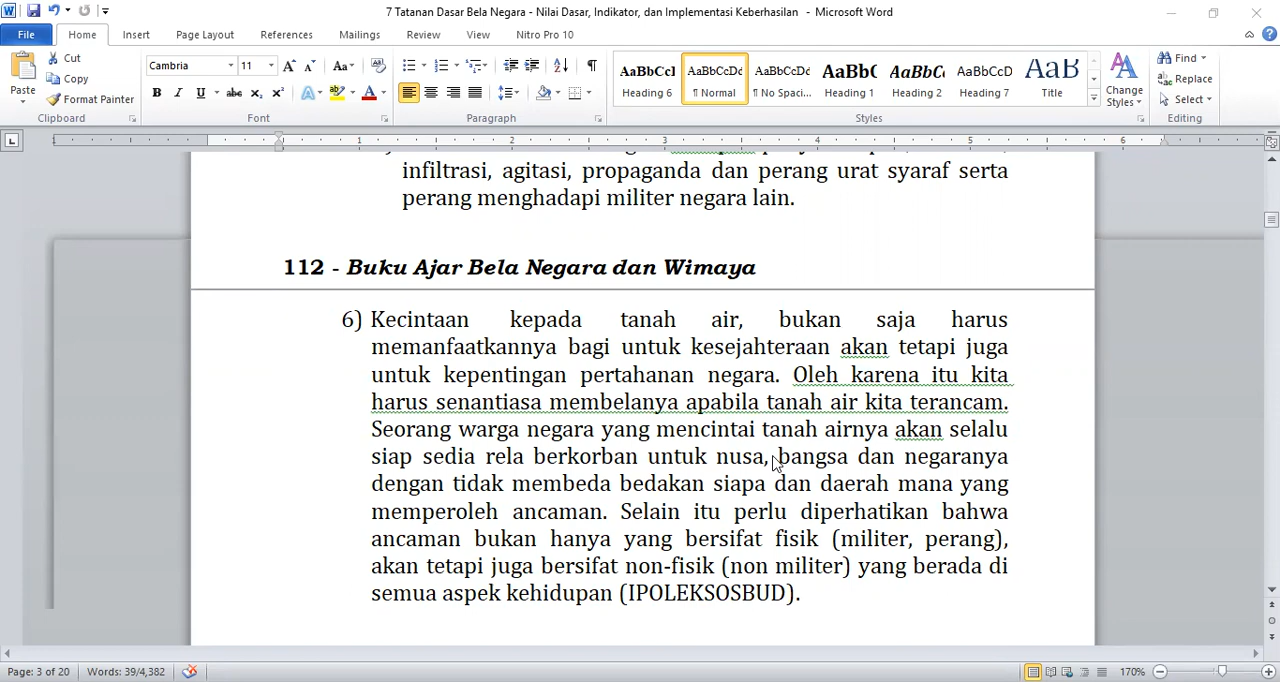 7 Tatanan Dasar Bela Negara - Nilai Dasar, Indikator, dan Implementasi Keberhasilan - Microsoft Word
File Home Insert Page Layout References Mailings Review View Nitro Pro 10
Paste
Cut
Copy
Format Painter
Clipboard
Cambria 11
Font
Paragraph
AaBbCcI AaBbCcDc AaBbCcDc AaBbC AaBbCc AaBbCcD AaB
Heading 6 ¶ Normal ¶ No Spaci... Heading 1 Heading 2 Heading 7 Title
Styles
Change
Styles
Find
Replace
Select
Editing
1 1 2 3 4 5 6
infiltrasi, agitasi, propaganda dan perang urat syaraf serta
perang menghadapi militer negara lain.
112 - Buku Ajar Bela Negara dan Wimaya
6) Kecintaan kepada tanah air, bukan saja harus
memanfaatkannya bagi untuk kesejahteraan akan tetapi juga
untuk kepentingan pertahanan negara. Oleh karena itu kita
harus senantiasa membelanya apabila tanah air kita terancam.
Seorang warga negara yang mencintai tanah airnya akan selalu
siap sedia rela berkorban untuk nusa, bangsa dan negaranya
dengan tidak membeda bedakan siapa dan daerah mana yang
memperoleh ancaman. Selain itu perlu diperhatikan bahwa
ancaman bukan hanya yang bersifat fisik (militer, perang),
akan tetapi juga bersifat non-fisik (non militer) yang berada di
semua aspek kehidupan (IPOLEKSOSBUD).
Page: 3 of 20 Words: 39/4,382 170%